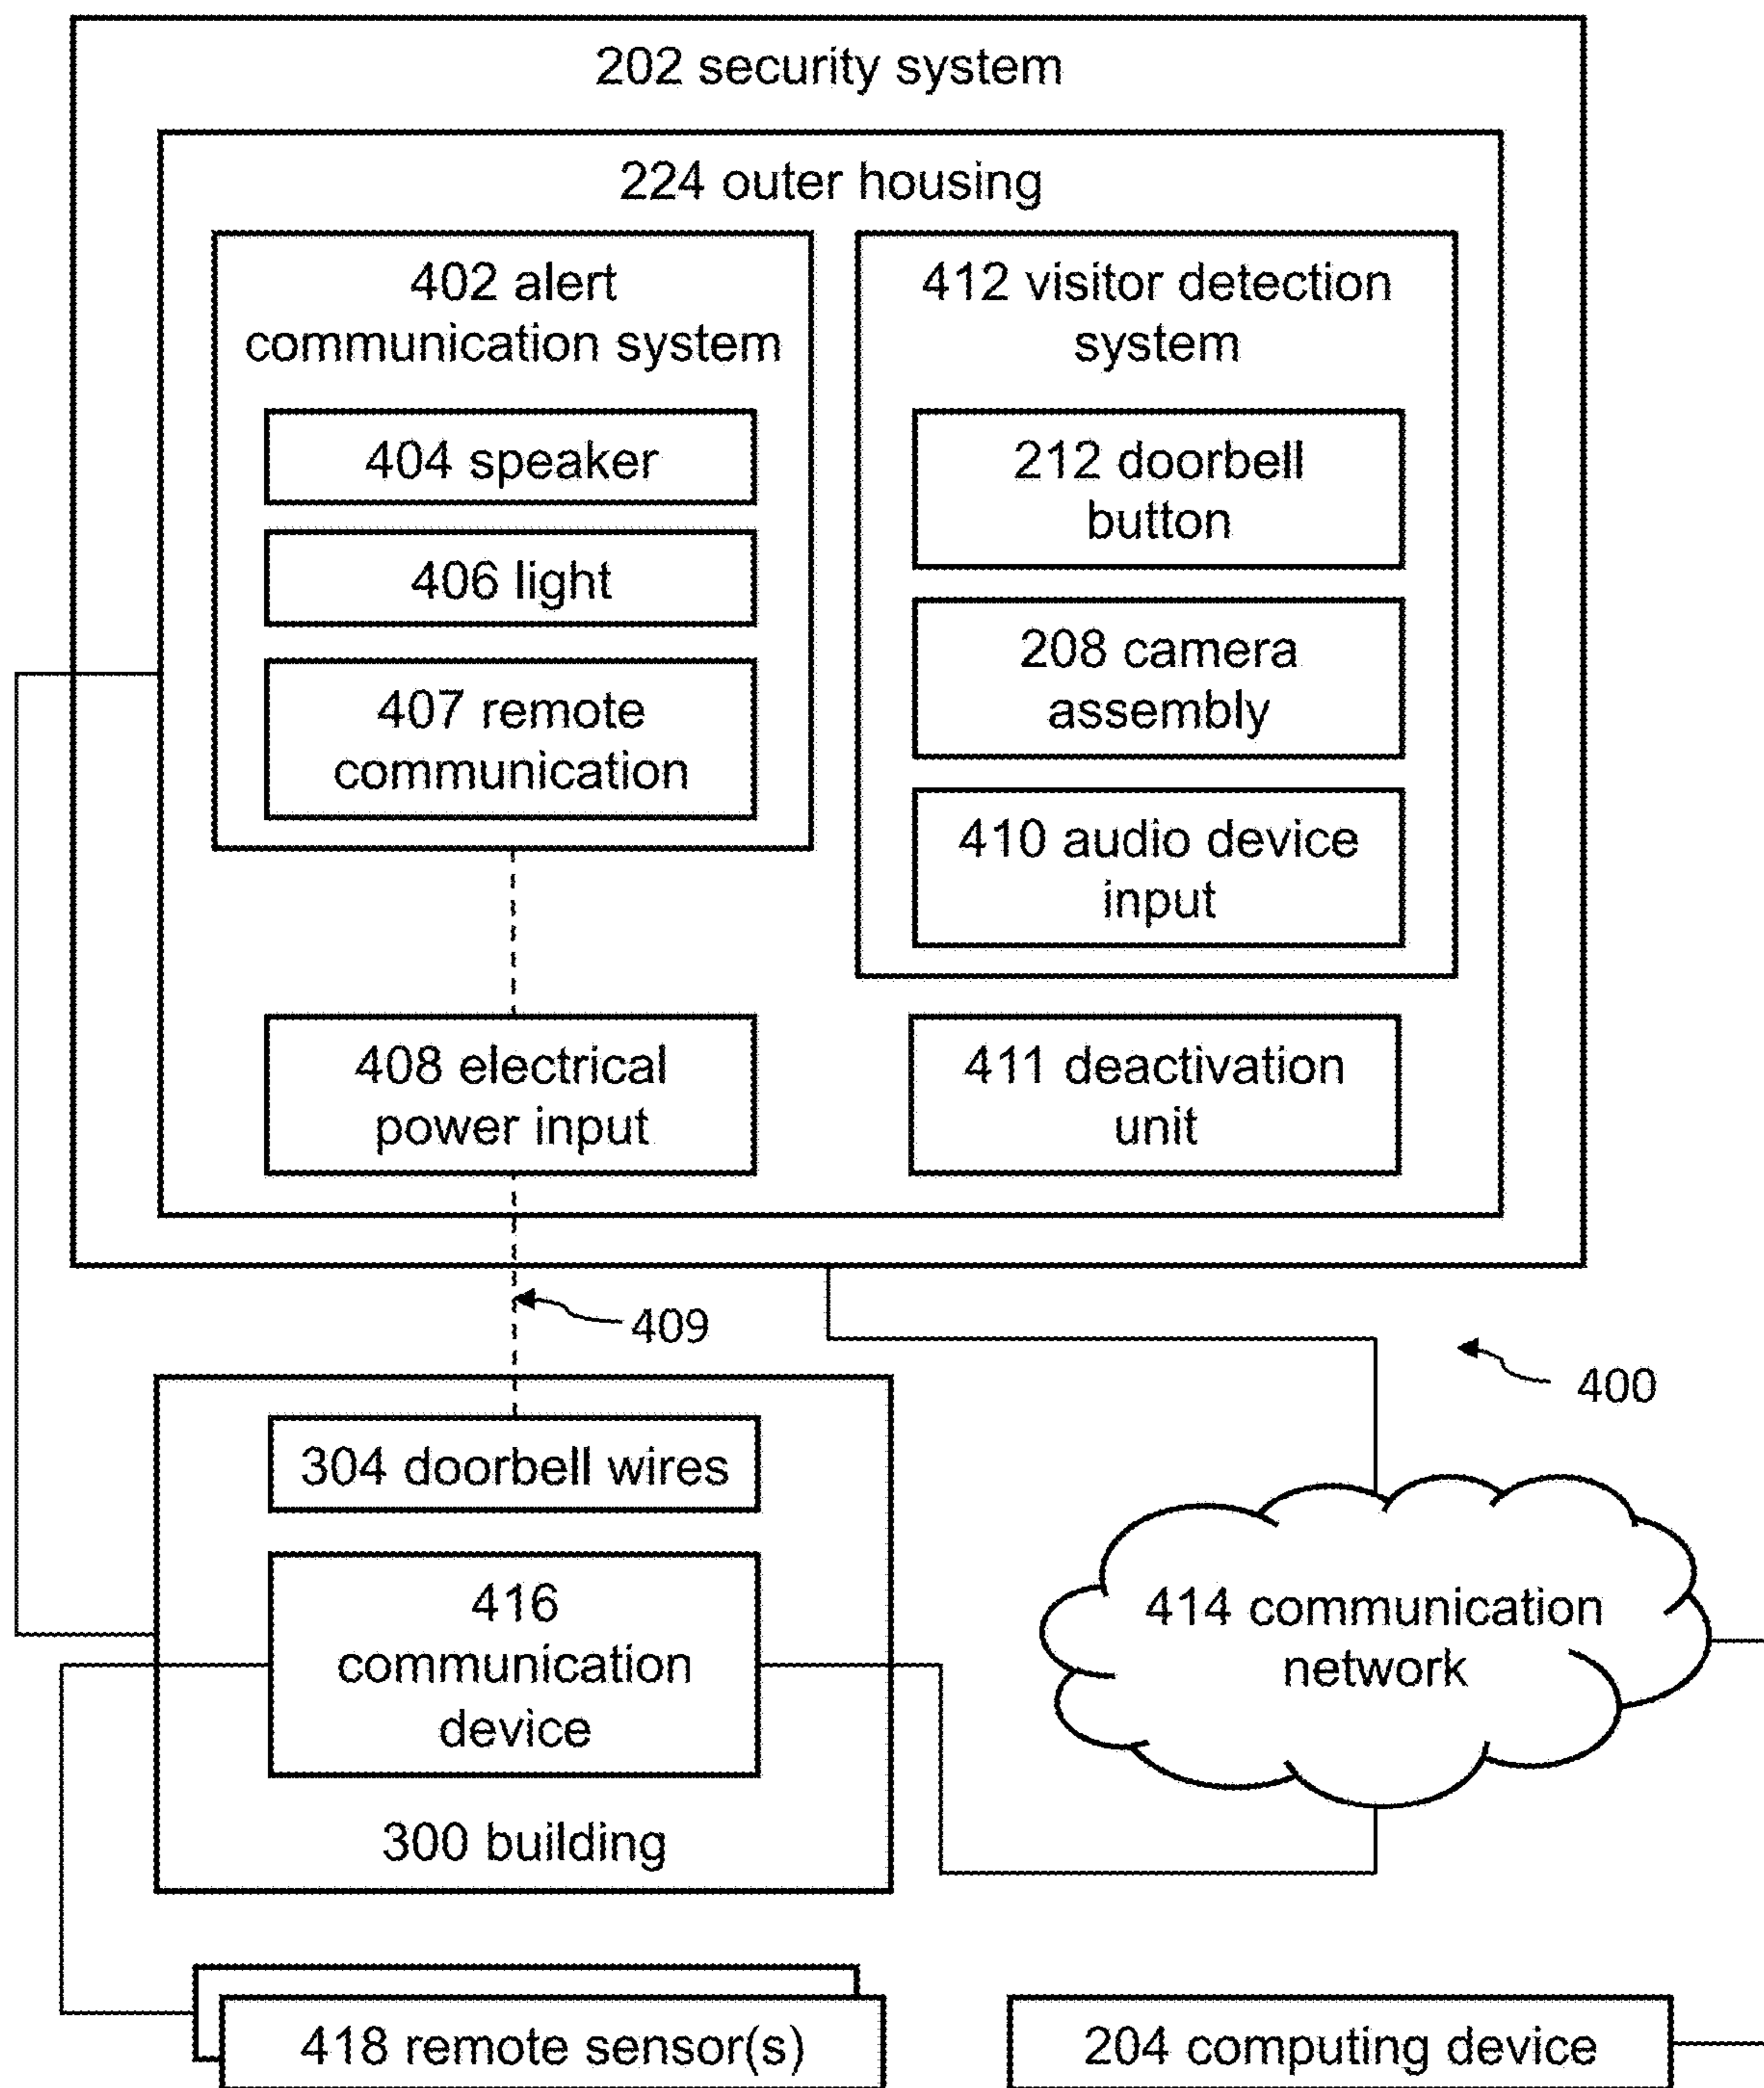 202 security system
224 outer housing
402 alert
communication system
404 speaker
406 light
407 remote
communication
412 visitor detection
system
212 doorbell
button
208 camera
assembly
410 audio device
input
408 electrical
power input
411 deactivation
unit
409
400
304 doorbell wires
416
communication
device
300 building
414 communication
network
418 remote sensor(s)
204 computing device